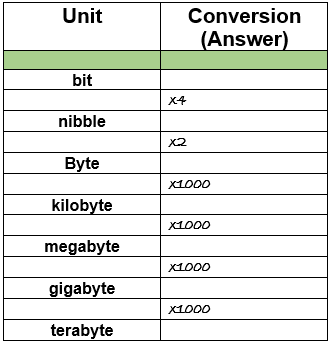 Unit Conversion
(Answer)
bit
x4
nibble
x2
Byte
x1000
kilobyte
x1000
megabyte
x1000
gigabyte
x1000
terabyte